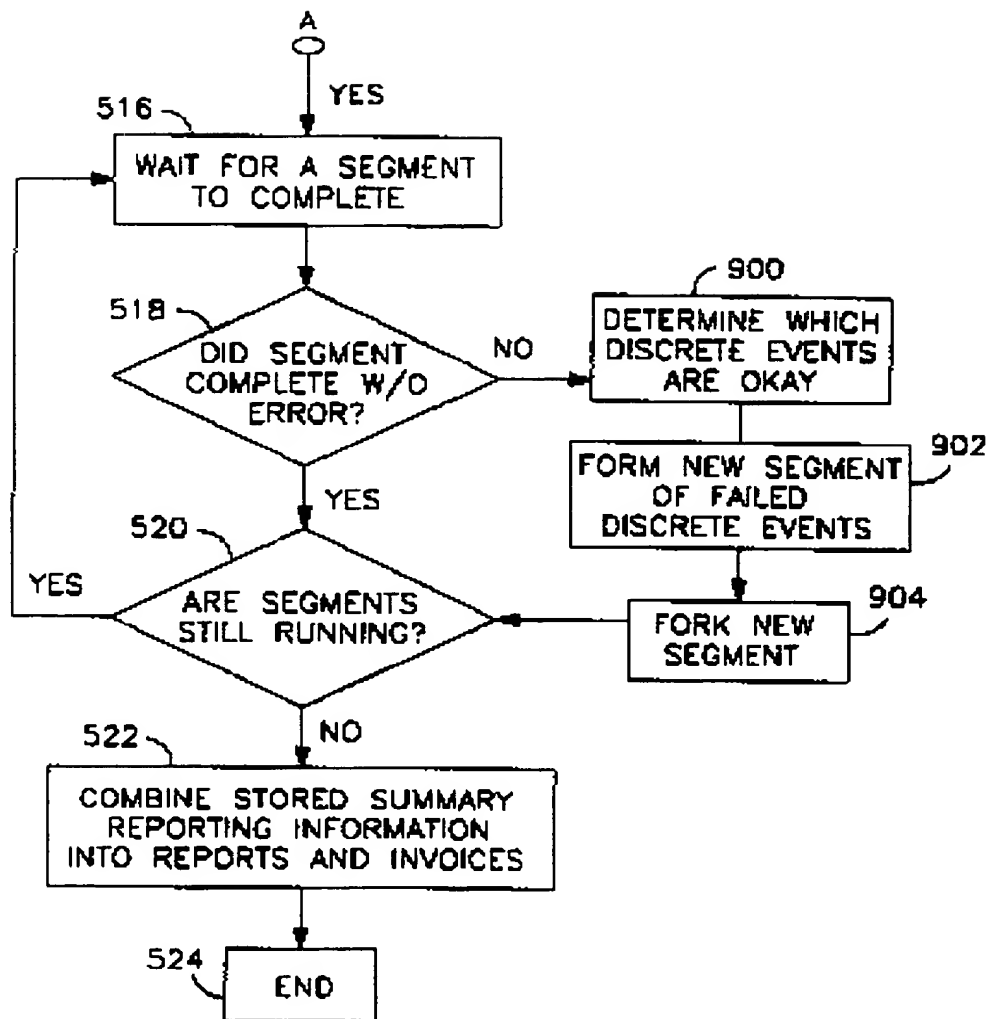 A
YES
516
WAIT FOR A SEGMENT
TO COMPLETE
518
DID SEGMENT
COMPLETE W/O
ERROR?
NO
900
DETERMINE WHICH
DISCRETE EVENTS
ARE OKAY
902
FORM NEW SEGMENT
OF FAILED
DISCRETE EVENTS
904
FORK NEW
SEGMENT
YES
520
ARE SEGMENTS
STILL RUNNING?
YES
NO
522
COMBINE STORED SUMMARY
REPORTING INFORMATION
INTO REPORTS AND INVOICES
524
END